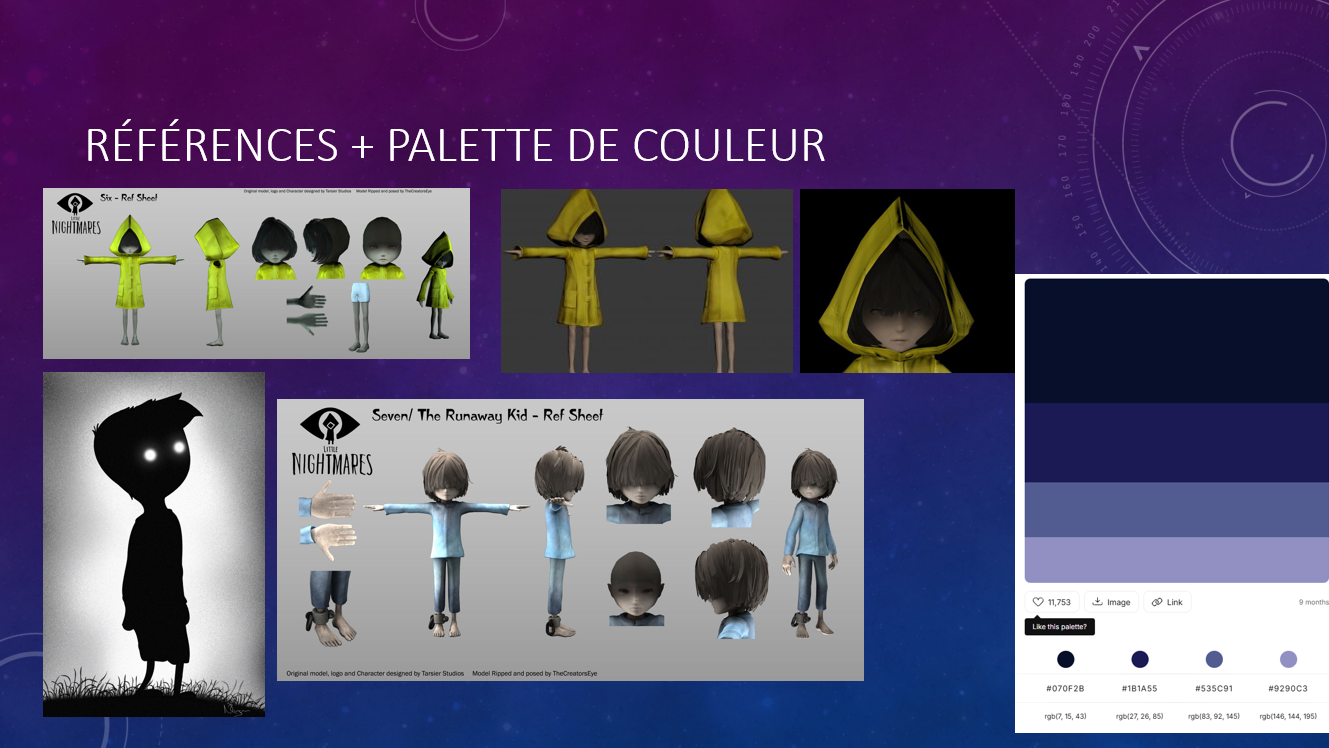 RÉFÉRENCES + PALETTE DE COULEUR
Six - Ref Sheet
Original model, logo and Character designed by Tarsier Studios Model Ripped and posed by TheCreatorsEye
LITTLE
NIGHTMARES
Seven/ The Runaway Kid - Ref Sheet
LITTLE
NIGHTMARES
Original model, logo and Character designed by Tarsier Studios Model Ripped and posed by TheCreatorsEye
210
200
190
180
170
160
150
140
11,753 Image Link 9 months
Like this palette?
#070F2B #1B1A55 #535C91 #9290C3
rgb(7, 15, 43) rgb(27, 26, 85) rgb(83, 92, 145) rgb(146, 144, 195)